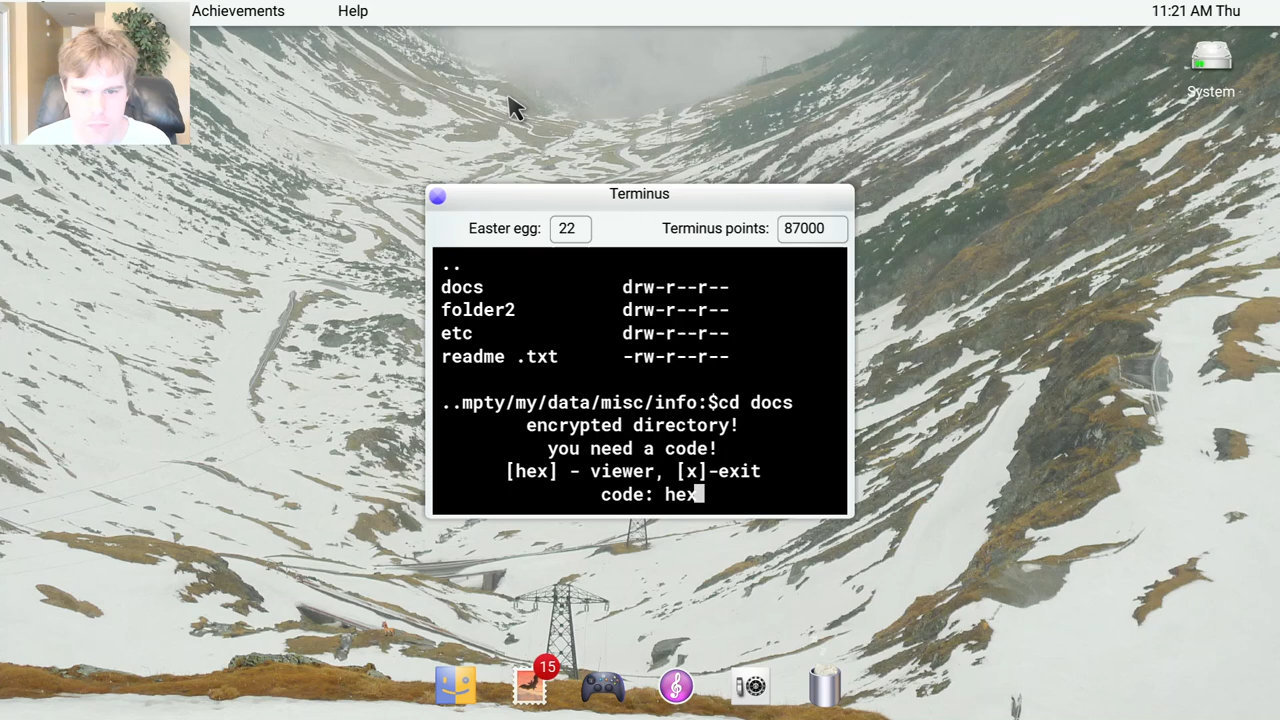 Achievements Help 11:21 AM Thu
System
Terminus
Easter egg: 22 Terminus points: 87000
..
docs drw-r--r--
folder2 drw-r--r--
etc drw-r--r--
readme .txt -rw-r--r--
..mpty/my/data/misc/info:$cd docs
encrypted directory!
you need a code!
[hex] - viewer, [x]-exit
code: hex
15